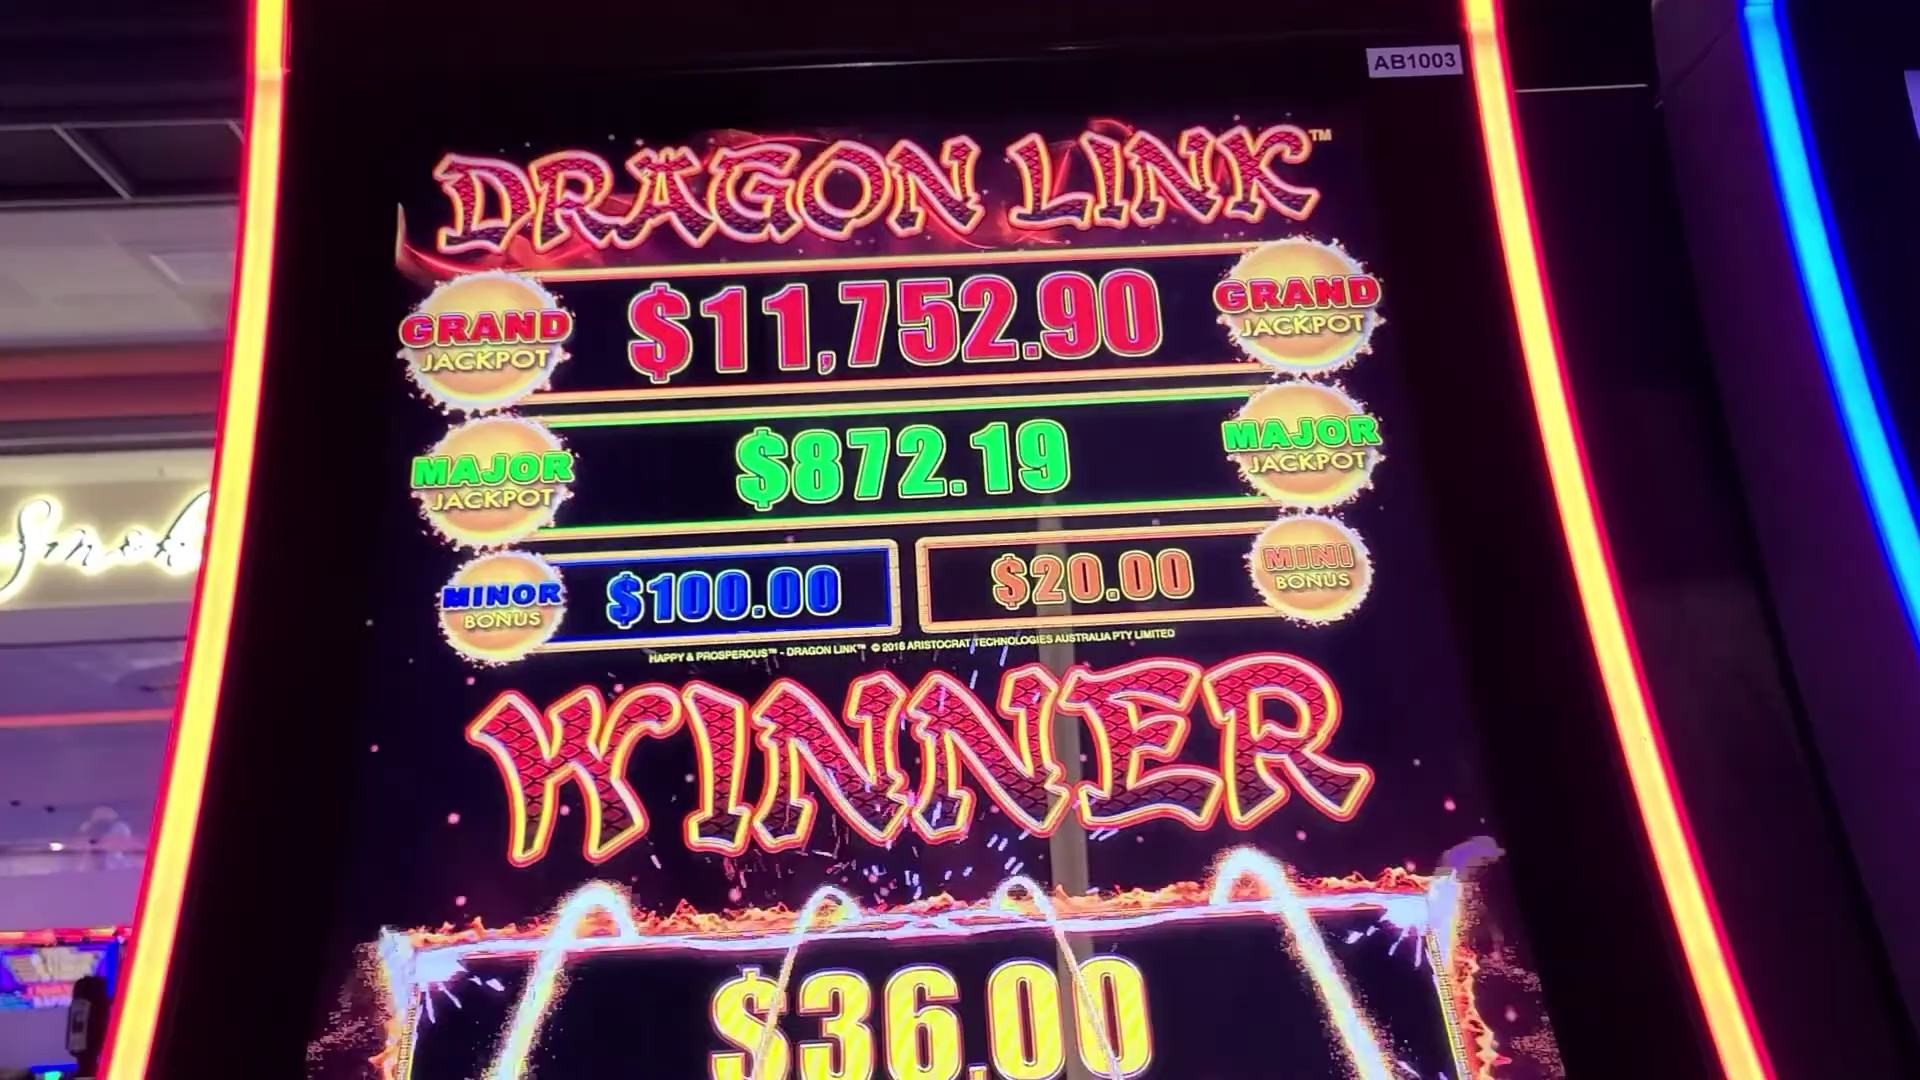 AB1003
DRAGON LINK™
GRAND JACKPOT
$11,752.90
GRAND JACKPOT
MAJOR JACKPOT
$872.19
MAJOR JACKPOT
MINOR BONUS
$100.00
$20.00
MINI BONUS
HAPPY & PROSPEROUS™ - DRAGON LINK™ © 2016 ARISTOCRAT TECHNOLOGIES AUSTRALIA PTY LIMITED
WINNER
$36.00